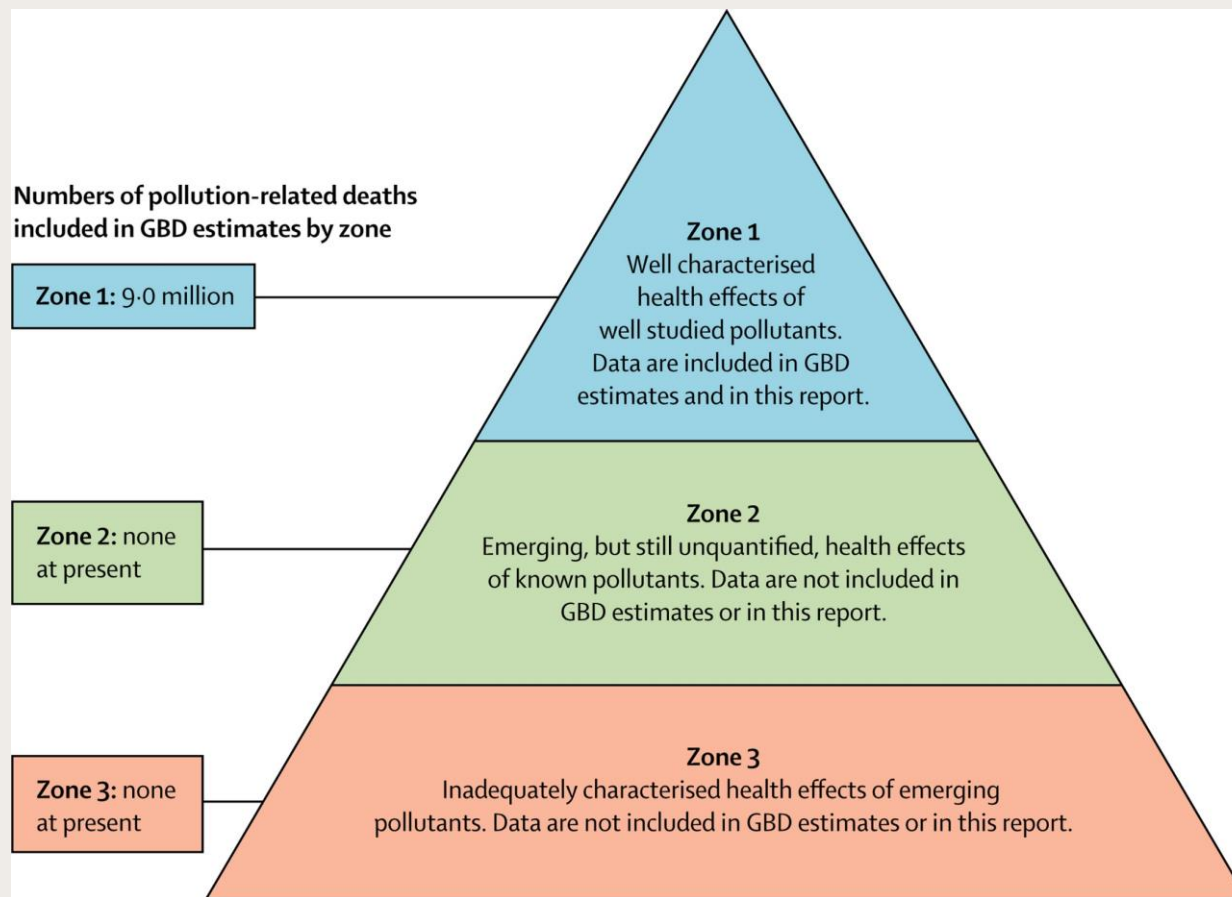 Numbers of pollution-related deaths
included in GBD estimates by zone
Zone 1: 9·0 million
Zone 2: none
at present
Zone 3: none
at present
Zone 1
Well characterised
health effects of
well studied pollutants.
Data are included in GBD
estimates and in this report.
Zone 2
Emerging, but still unquantified, health effects
of known pollutants. Data are not included in
GBD estimates or in this report.
Zone 3
Inadequately characterised health effects of emerging
pollutants. Data are not included in GBD estimates or in this report.